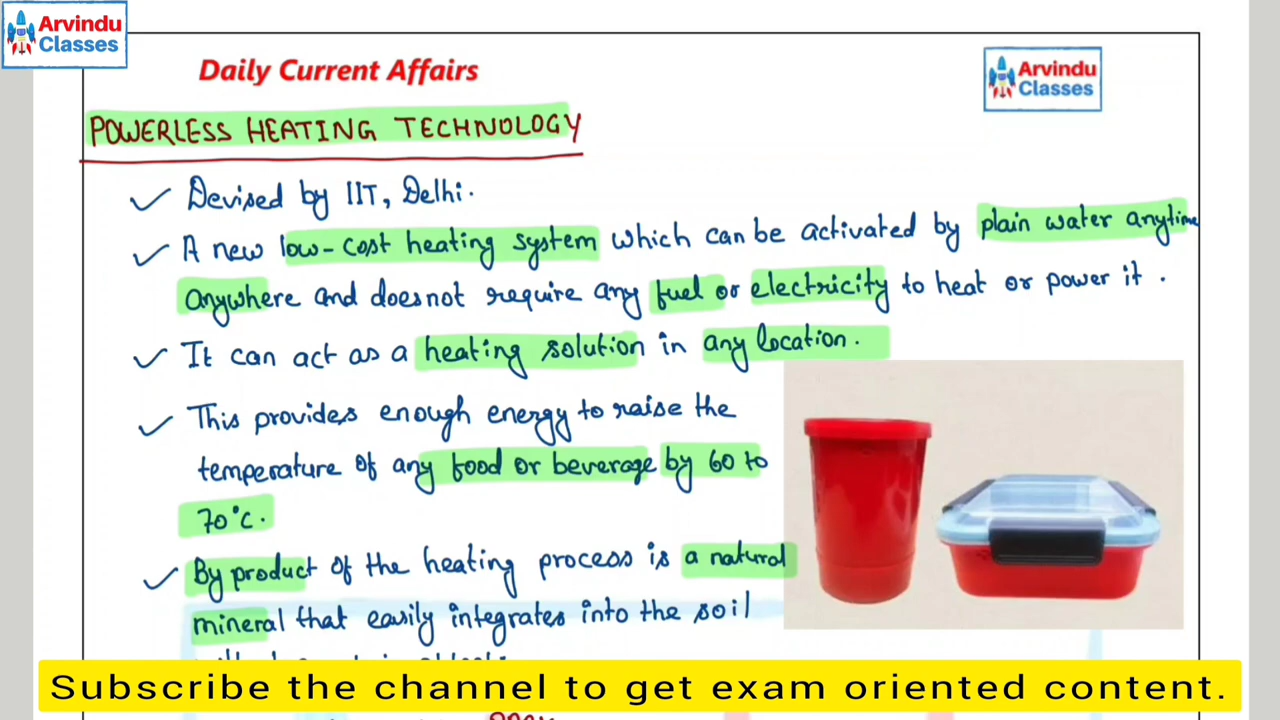 Arvindu
Classes
Daily Current Affairs
Arvindu
Classes
POWERLESS HEATING TECHNOLOGY
✓ Devised by IIT, Delhi.
✓ A new low-cost heating system which can be activated by plain water anytime
anywhere and doesnot require any fuel or electricity to heat or power it.
✓ It can act as a heating solution in any location.
✓ This provides enough energy to raise the
temperature of any food or beverage by 60 to
70°c.
✓ By product of the heating process is a natural
mineral that easily integrates into the soil
Subscribe the channel to get exam oriented content.